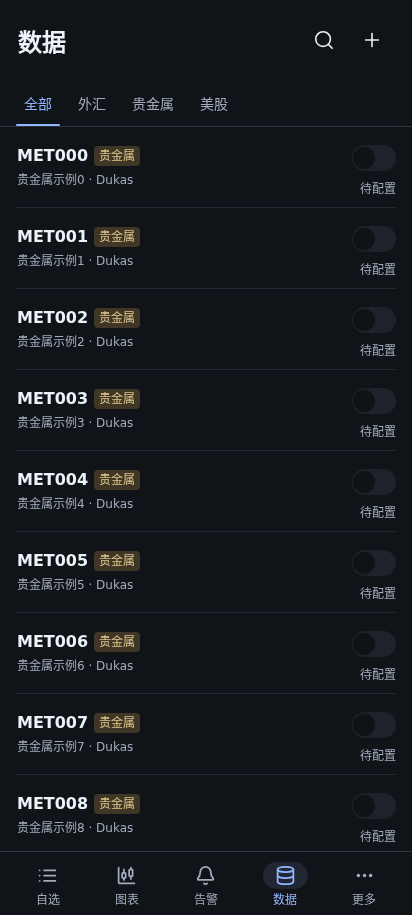 数据
全部 外汇 贵金属 美股
MET000 贵金属
贵金属示例0 · Dukas
待配置
MET001 贵金属
贵金属示例1 · Dukas
待配置
MET002 贵金属
贵金属示例2 · Dukas
待配置
MET003 贵金属
贵金属示例3 · Dukas
待配置
MET004 贵金属
贵金属示例4 · Dukas
待配置
MET005 贵金属
贵金属示例5 · Dukas
待配置
MET006 贵金属
贵金属示例6 · Dukas
待配置
MET007 贵金属
贵金属示例7 · Dukas
待配置
MET008 贵金属
贵金属示例8 · Dukas
待配置
自选 图表 告警 数据 更多